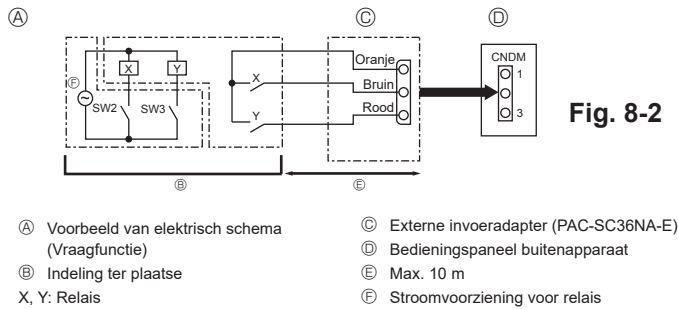 Ⓐ Ⓒ Ⓓ
CNDM
Oranje
1
X Y
X
Bruin
Ⓕ
SW2 SW3
Y
Rood
3
Fig. 8-2
Ⓑ Ⓔ
Ⓐ Voorbeeld van elektrisch schema
(Vraagfunctie)
Ⓑ Indeling ter plaatse
X, Y: Relais
Ⓒ Externe invoeradapter (PAC-SC36NA-E)
Ⓓ Bedieningspaneel buitenapparaat
Ⓔ Max. 10 m
Ⓕ Stroomvoorziening voor relais